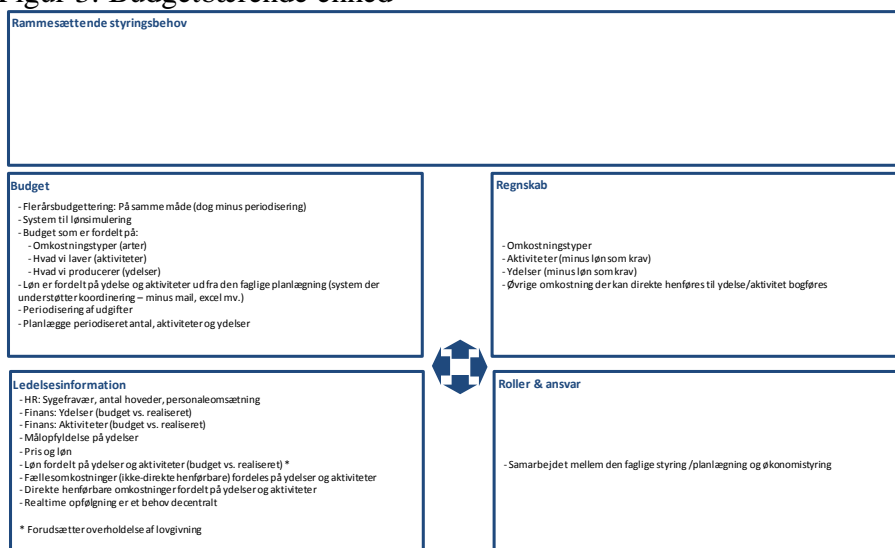 Figur 3: Budgetbærende enhed
Rammesættende styringsbehov
Budget
- Flerårsbudgettering: På samme måde (dog minus periodisering)
- System til lønsimulering
- Budget som er fordelt på:
- Omkostningstyper (arter)
- Hvad vi laver (aktiviteter)
- Hvad vi producerer (ydelser)
- Løn er fordelt på ydelse og aktiviteter ud fra den faglige planlægning (system der
understøtter koordinering – minus mail, excel mv.)
- Periodisering af udgifter
- Planlægge periodiseret antal, aktiviteter og ydelser
Regnskab
- Omkostningstyper
- Aktiviteter (minus løn som krav)
- Ydelser (minus løn som krav)
- Øvrige omkostning der kan direkte henføres til ydelse/aktivitet bogføres
Ledelsesinformation
- HR: Sygefravær, antal hoveder, personaleomsætning
- Finans: Ydelser (budget vs. realiseret)
- Finans: Aktiviteter (budget vs. realiseret)
- Målopfyldelse på ydelser
- Pris og løn
- Løn fordelt på ydelser og aktiviteter (budget vs. realiseret) *
- Fællesomkostninger (ikke-direkte henførbare) fordeles på ydelser og aktiviteter
- Direkte henførbare omkostninger fordelt på ydelser og aktiviteter
- Realtime opfølgning er et behov decentralt
* Forudsætter overholdelse af lovgivning
Roller & ansvar
- Samarbejdet mellem den faglige styring /planlægning og økonomistyring